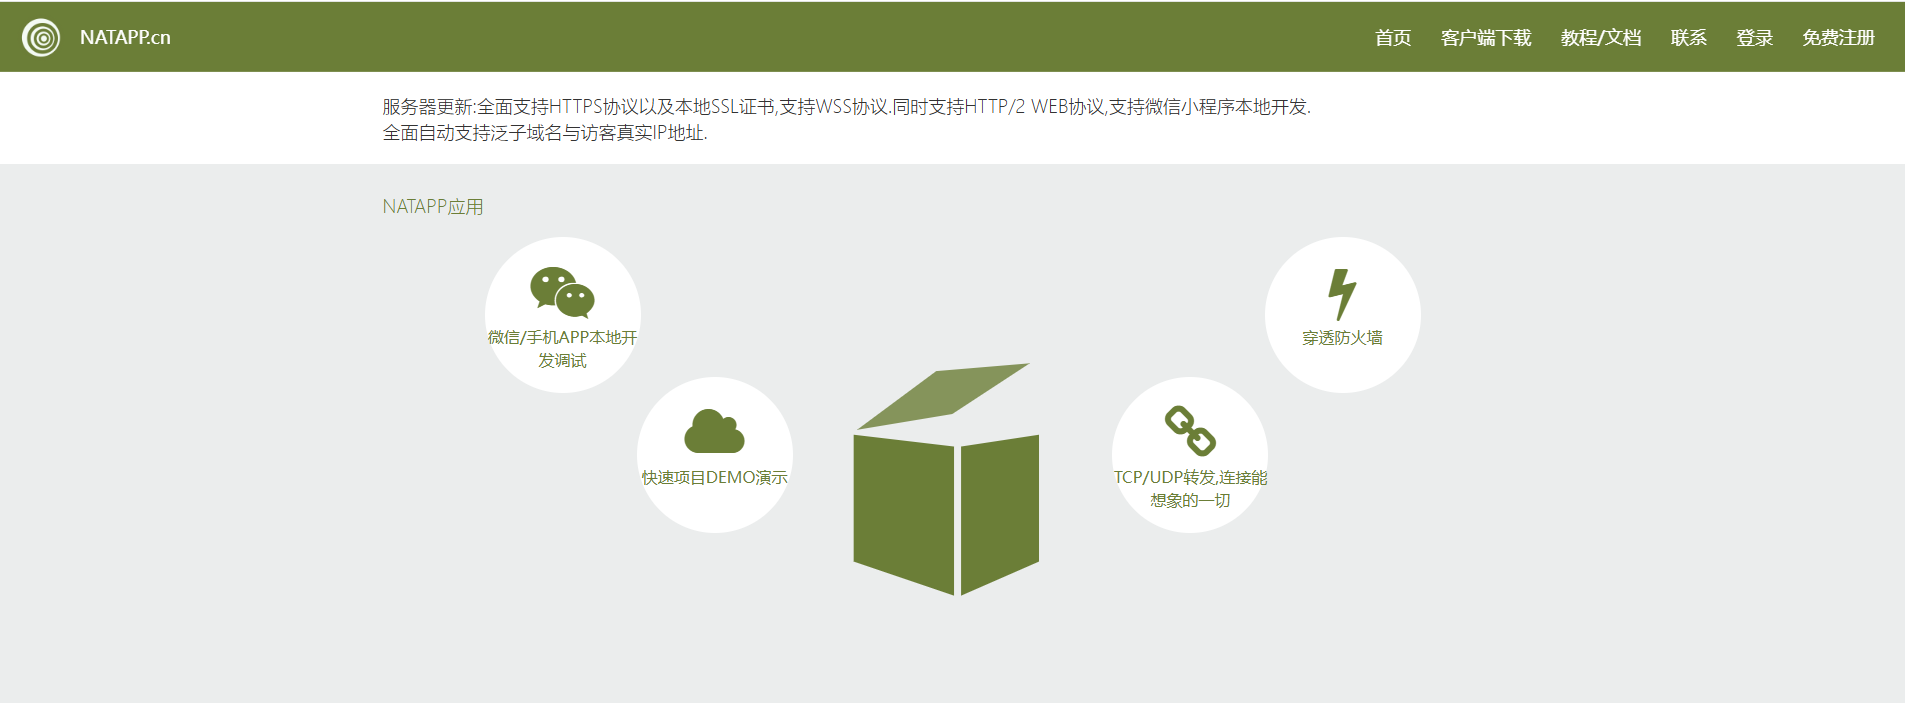 NATAPP.cn
首页 客户端下载 教程/文档 联系 登录 免费注册
服务器更新:全面支持HTTPS协议以及本地SSL证书,支持WSS协议.同时支持HTTP/2 WEB协议,支持微信小程序本地开发.
全面自动支持泛子域名与访客真实IP地址.
NATAPP应用
微信/手机APP本地开
发调试
穿透防火墙
快速项目DEMO演示
TCP/UDP转发,连接能
想象的一切